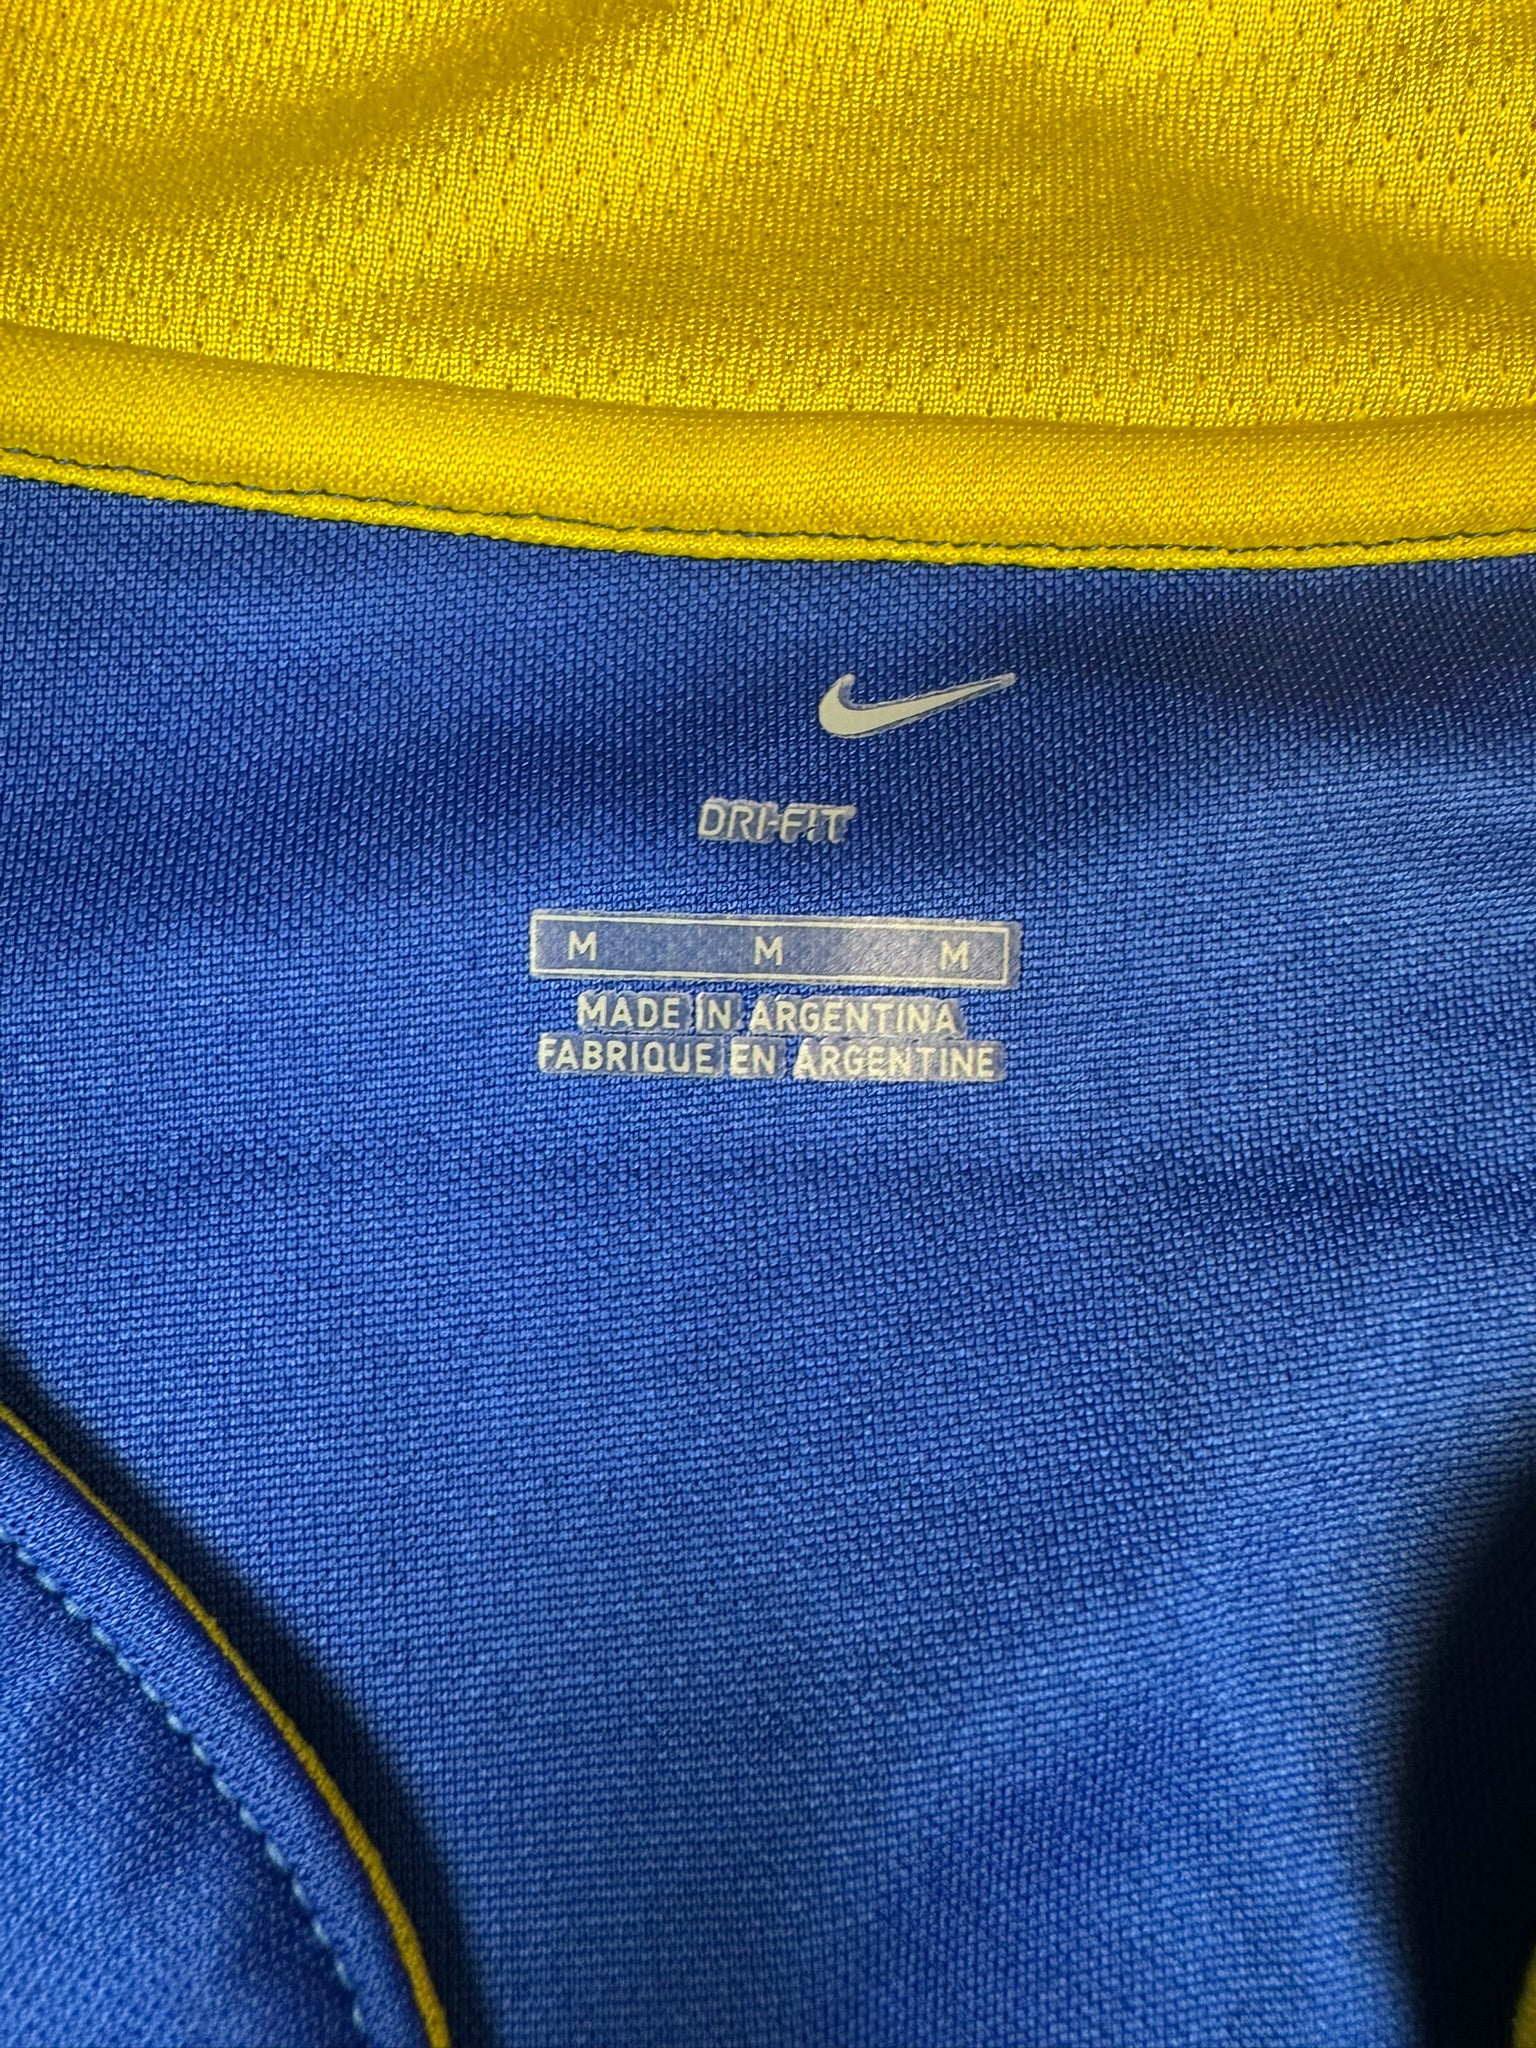 DRI-FIT
M M M
MADE IN ARGENTINA
FABRIQUE EN ARGENTINE